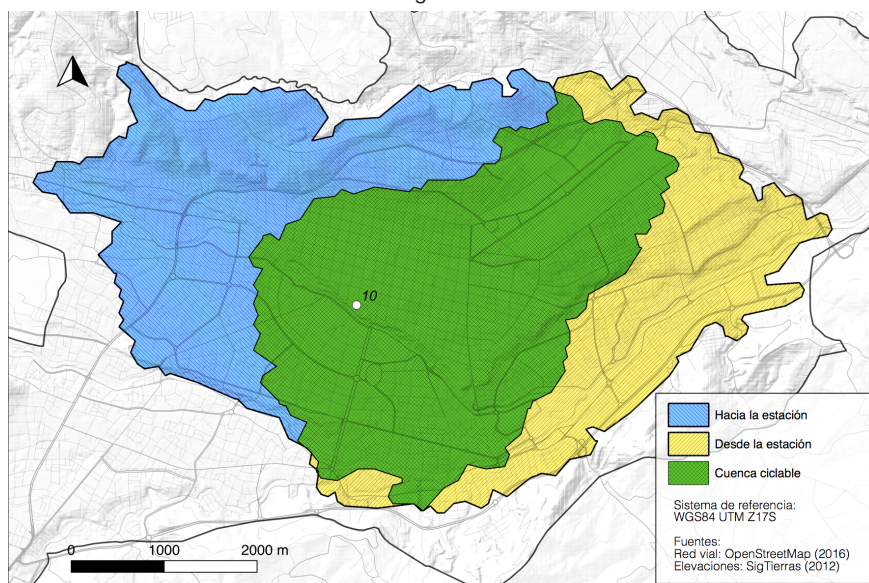 10
Hacia la estación
Desde la estación
Cuenca ciclable
Sistema de referencia:
WGS84 UTM Z17S
Fuentes:
Red vial: OpenStreetMap (2016)
Elevaciones: SigTierras (2012)
0 1000 2000 m